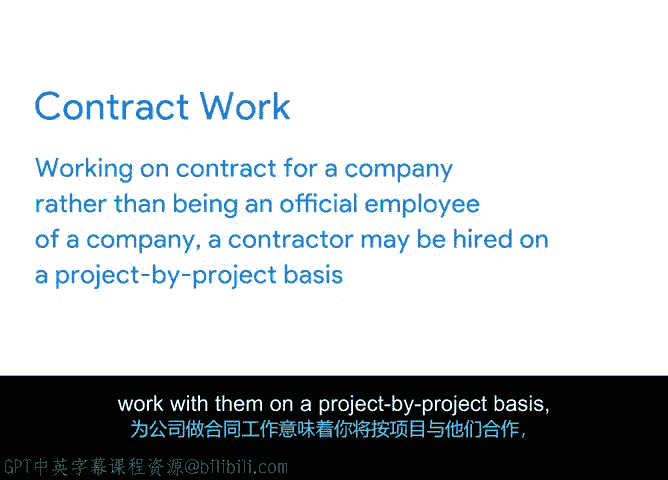 Contract Work
Working on contract for a company
rather than being an official employee
of a company, a contractor may be hired on
a project-by-project basis
work with them on a project-by-project basis,
为公司做合同工作意味着你将按项目与他们合作,
GPT中英字幕课程资源@bilibili.com